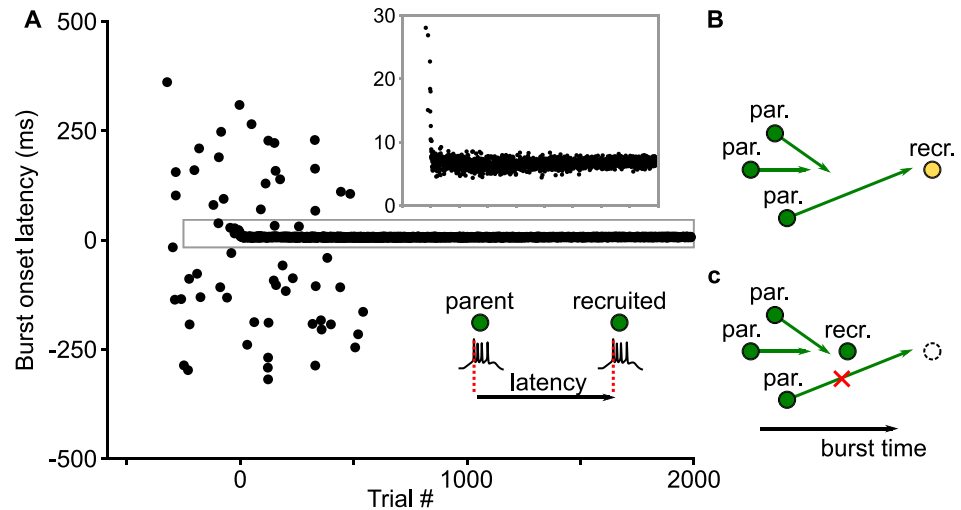 A
500
250
0
-250
-500
Burst onset latency (ms)
0
1000
2000
Trial #
30
20
10
0
parent
recruited
latency
B
par.
par.
recr.
par.
c
par.
par.
recr.
par.
burst time